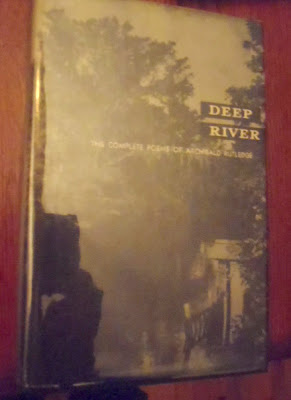 DEEP
RIVER
THE COMPLETE POEMS OF ARCHIBALD RUTLEDGE